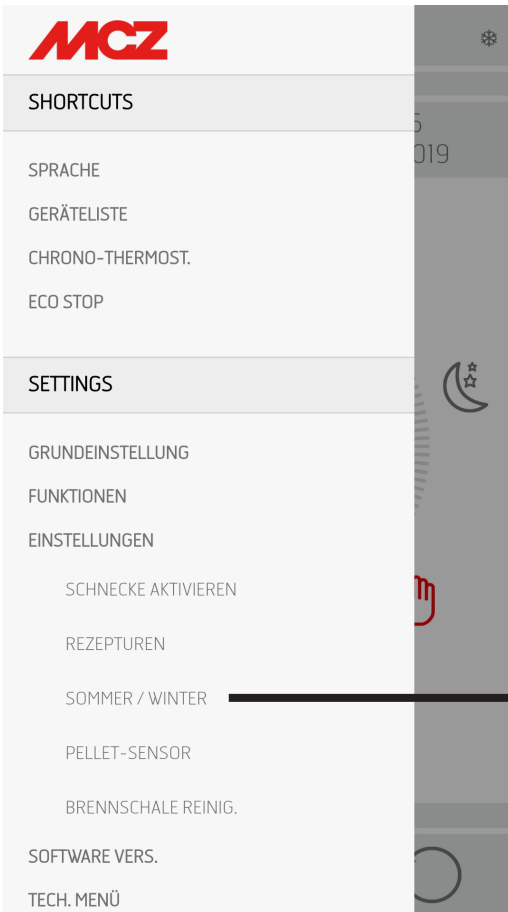 MCZ
SHORTCUTS
SPRACHE
GERÄTELISTE
CHRONO-THERMOST.
ECO STOP
SETTINGS
GRUNDEINSTELLUNG
FUNKTIONEN
EINSTELLUNGEN
SCHNECKE AKTIVIEREN
REZEPTUREN
SOMMER / WINTER
PELLET-SENSOR
BRENNSCHALE REINIG.
SOFTWARE VERS.
TECH. MENÜ